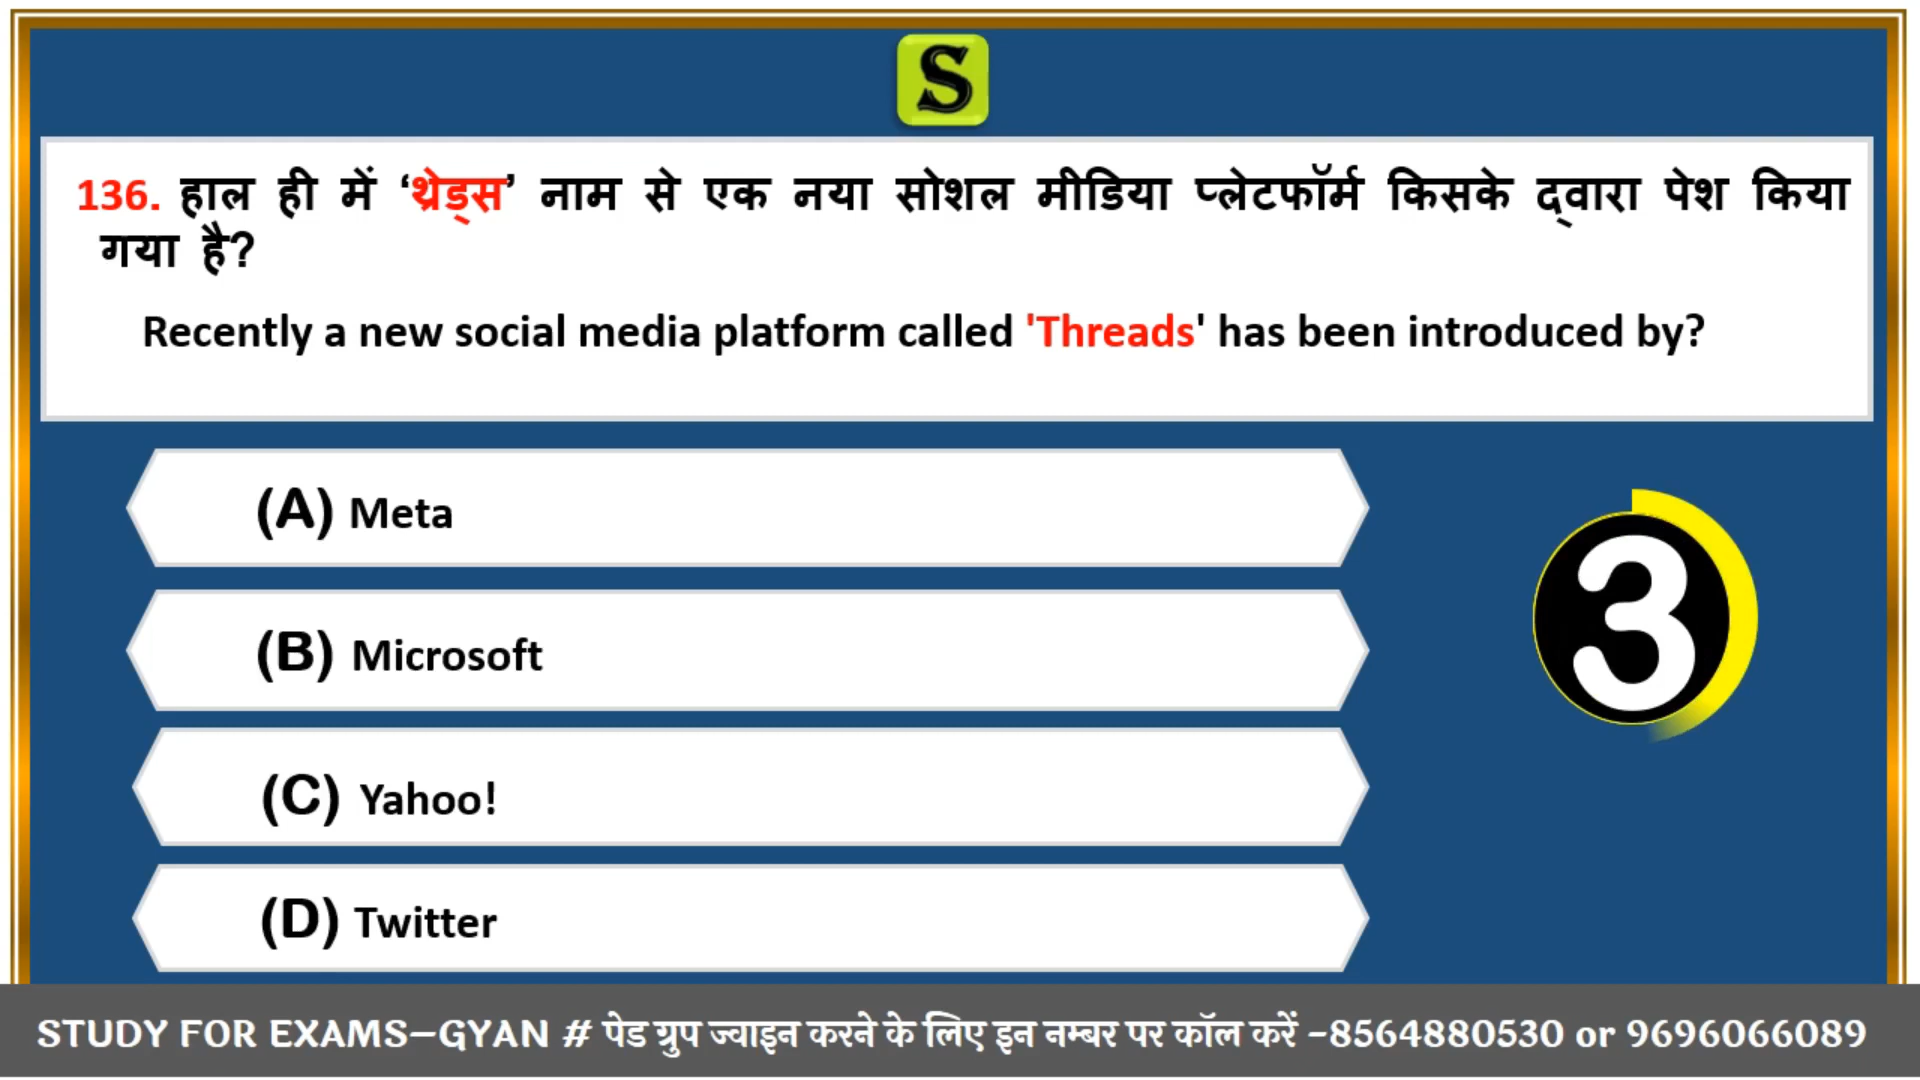 S
136. हाल ही में ‘थ्रेड्स’ नाम से एक नया सोशल मीडिया प्लेटफॉर्म किसके द्वारा पेश किया
गया है?
Recently a new social media platform called 'Threads' has been introduced by?
(A) Meta
(B) Microsoft
3
(C) Yahoo!
(D) Twitter
STUDY FOR EXAMS–GYAN # पेड ग्रुप ज्वाइन करने के लिए इन नम्बर पर कॉल करें –8564880530 or 9696066089